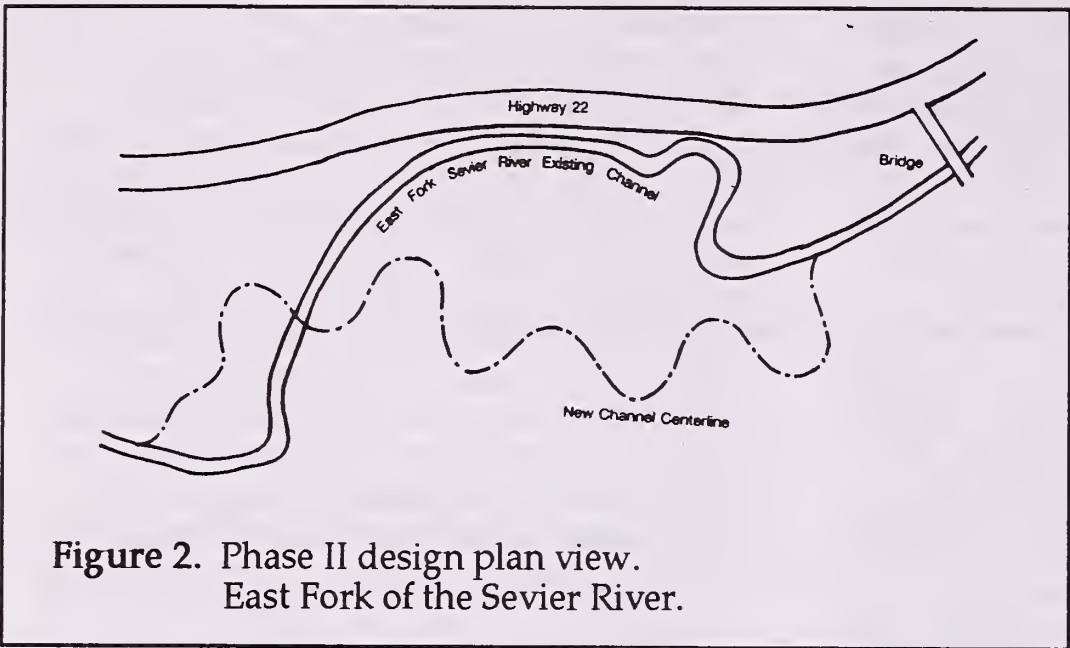 Highway 22
East Fork Sevier River Existing Channel
Bridge
New Channel Centerline
Figure 2. Phase II design plan view.
East Fork of the Sevier River.